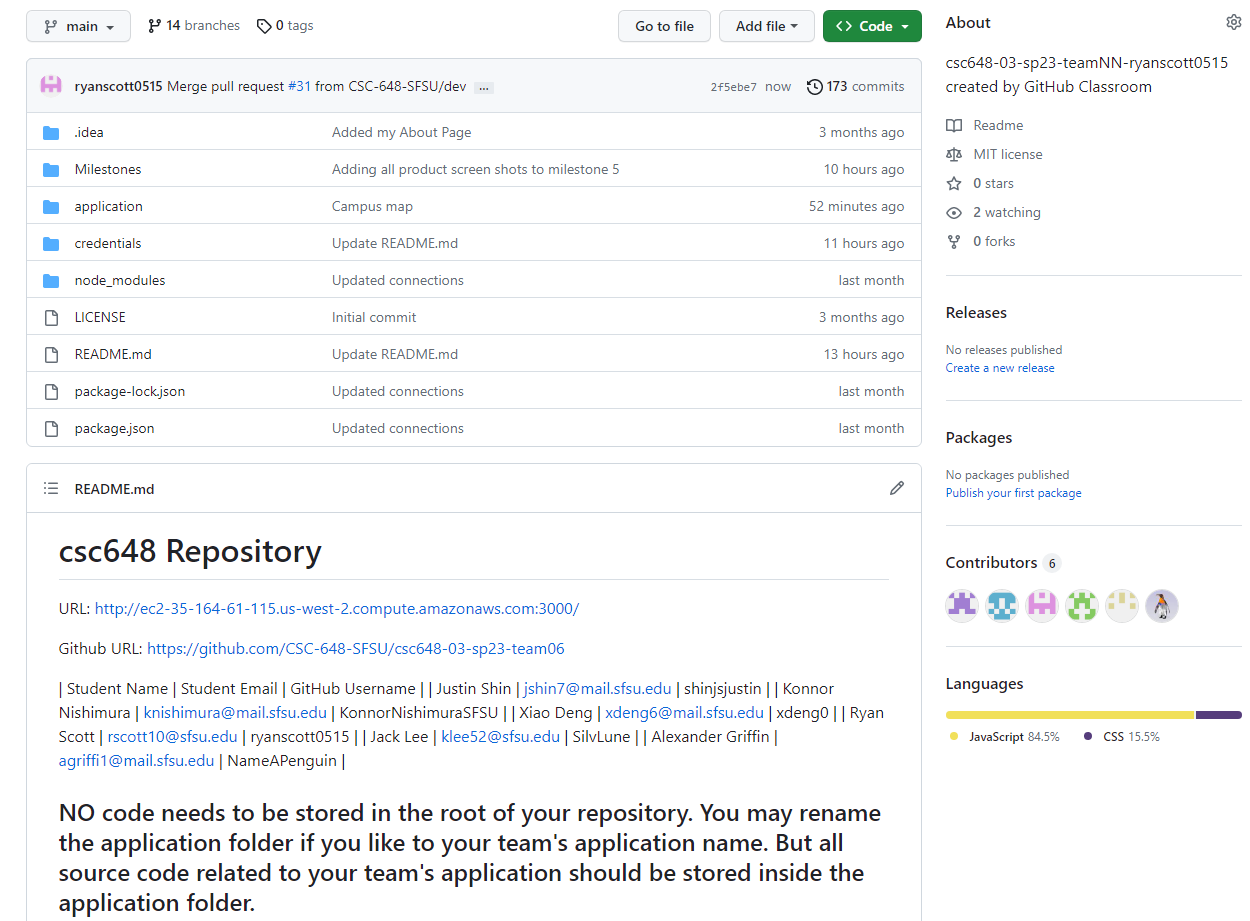 main 14 branches 0 tags Go to file Add file <> Code
ryanscott0515 Merge pull request #31 from CSC-648-SFSU/dev ... 2f5ebe7 now 173 commits
.idea Added my About Page 3 months ago
Milestones Adding all product screen shots to milestone 5 10 hours ago
application Campus map 52 minutes ago
credentials Update README.md 11 hours ago
node_modules Updated connections last month
LICENSE Initial commit 3 months ago
README.md Update README.md 13 hours ago
package-lock.json Updated connections last month
package.json Updated connections last month
README.md
csc648 Repository
URL: http://ec2-35-164-61-115.us-west-2.compute.amazonaws.com:3000/
Github URL: https://github.com/CSC-648-SFSU/csc648-03-sp23-team06
| Student Name | Student Email | GitHub Username | | Justin Shin | jshin7@mail.sfsu.edu | shinjsjustin | | Konnor
Nishimura | knishimura@mail.sfsu.edu | KonnorNishimuraSFSU | | Xiao Deng | xdeng6@mail.sfsu.edu | xdeng0 | | Ryan
Scott | rscott10@sfsu.edu | ryanscott0515 | | Jack Lee | klee52@sfsu.edu | SilvLune | | Alexander Griffin |
agriffi1@mail.sfsu.edu | NameAPenguin |
NO code needs to be stored in the root of your repository. You may rename
the application folder if you like to your team's application name. But all
source code related to your team's application should be stored inside the
application folder.
About
csc648-03-sp23-teamNN-ryanscott0515
created by GitHub Classroom
Readme
MIT license
0 stars
2 watching
0 forks
Releases
No releases published
Create a new release
Packages
No packages published
Publish your first package
Contributors 6
Languages
JavaScript 84.5% CSS 15.5%